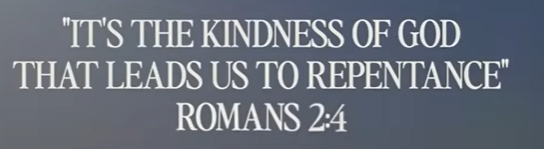 "IT'S THE KINDNESS OF GOD
THAT LEADS US TO REPENTANCE"
ROMANS 2:4